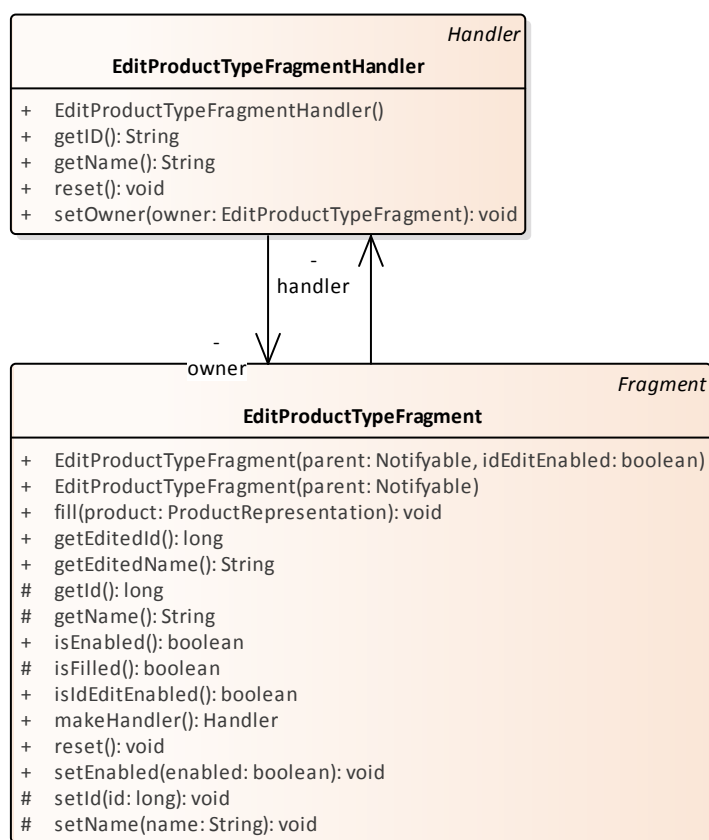 Handler
EditProductTypeFragmentHandler
+ EditProductTypeFragmentHandler()
+ getID(): String
+ getName(): String
+ reset(): void
+ setOwner(owner: EditProductTypeFragment): void
-
handler
-
owner
Fragment
EditProductTypeFragment
+ EditProductTypeFragment(parent: Notifyable, idEditEnabled: boolean)
+ EditProductTypeFragment(parent: Notifyable)
+ fill(product: ProductRepresentation): void
+ getEditedId(): long
+ getEditedName(): String
# getId(): long
# getName(): String
+ isEnabled(): boolean
# isFilled(): boolean
+ isIdEditEnabled(): boolean
+ makeHandler(): Handler
+ reset(): void
+ setEnabled(enabled: boolean): void
# setId(id: long): void
# setName(name: String): void